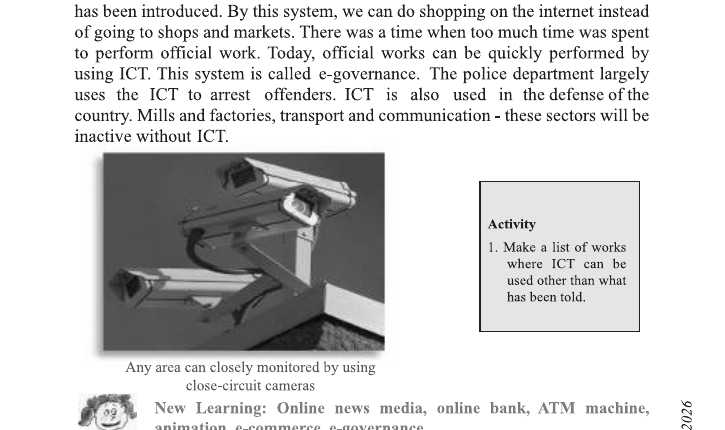 has been introduced. By this system, we can do shopping on the internet instead
of going to shops and markets. There was a time when too much time was spent
to perform official work. Today, official works can be quickly performed by
using ICT. This system is called e-governance. The police department largely
uses the ICT to arrest offenders. ICT is also used in the defense of the
country. Mills and factories, transport and communication - these sectors will be
inactive without ICT.
Activity
1. Make a list of works
where ICT can be
used other than what
has been told.
Any area can closely monitored by using
close-circuit cameras
New Learning: Online news media, online bank, ATM machine,
animation, e-commerce, e-governance
2026